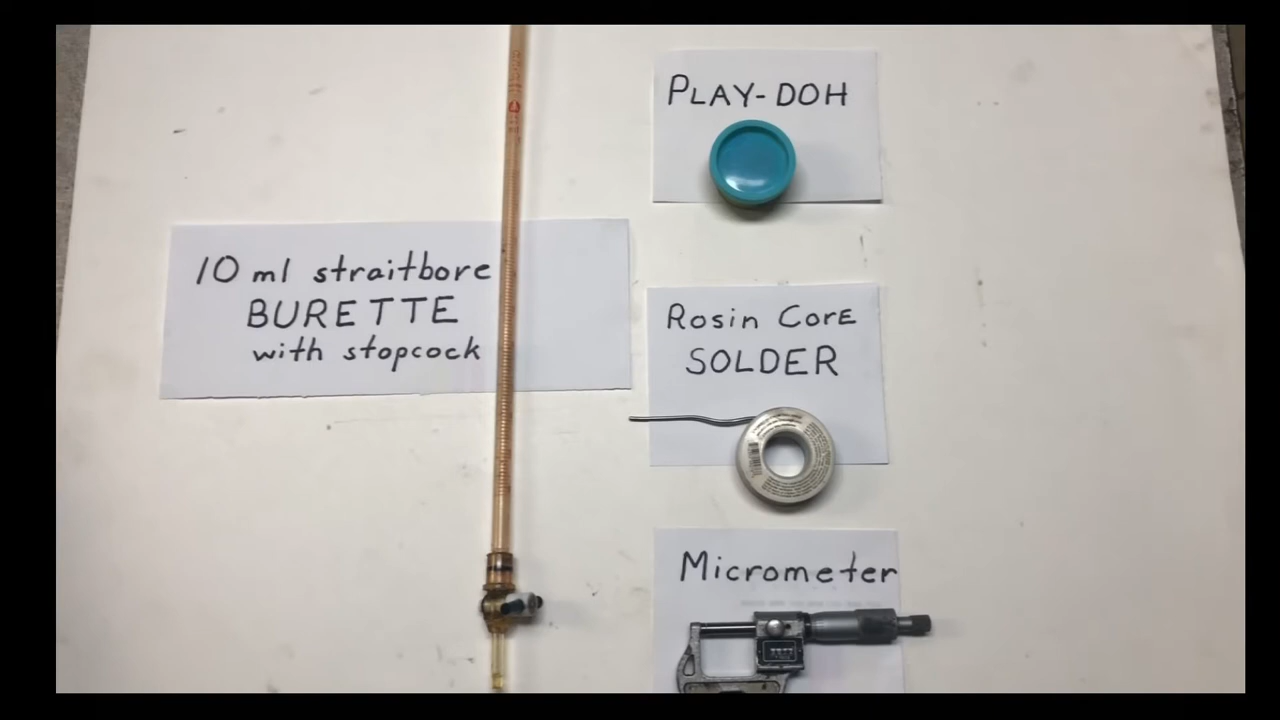 10 ml straitbore
BURETTE
with stopcock
PLAY-DOH
Rosin CorE
SOLDER
Micrometer